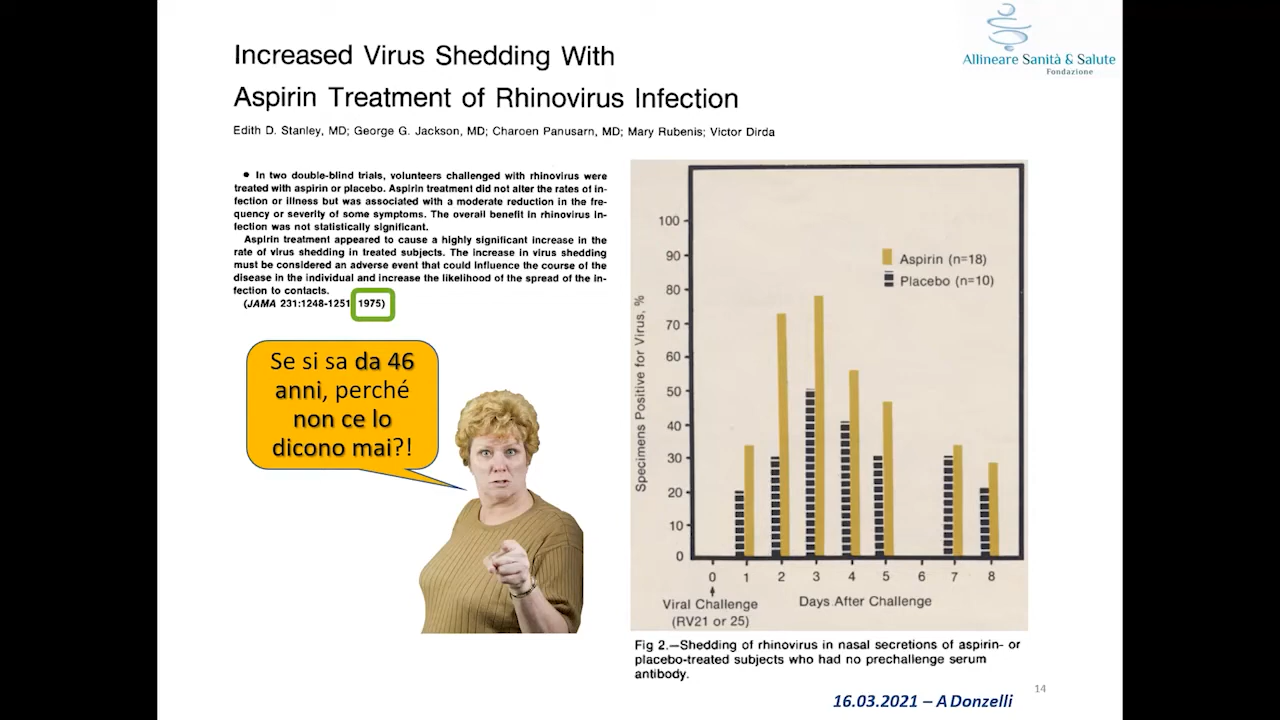 Increased Virus Shedding With
Aspirin Treatment of Rhinovirus Infection
Allineare Sanità & Salute
Fondazione
Edith D. Stanley, MD; George G. Jackson, MD; Charoen Panusarn, MD; Mary Rubenis; Victor Dirda
• In two double-blind trials, volunteers challenged with rhinovirus were
treated with aspirin or placebo. Aspirin treatment did not alter the rates of in-
fection or illness but was associated with a moderate reduction in the fre-
quency or severity of some symptoms. The overall benefit in rhinovirus in-
fection was not statistically significant.
Aspirin treatment appeared to cause a highly significant increase in the
rate of virus shedding in treated subjects. The increase in virus shedding
must be considered an adverse event that could influence the course of the
disease in the individual and increase the likelihood of the spread of the in-
fection to contacts.
(JAMA 231:1248-1251 1975)
Se si sa da 46
anni, perché
non ce lo
dicono mai?!
Specimens Positive for Virus, %
100
90
80
70
60
50
40
30
20
10
0
Aspirin (n=18)
Placebo (n=10)
0 1 2 3 4 5 6 7 8
Viral Challenge
(RV21 or 25)
Days After Challenge
Fig 2.—Shedding of rhinovirus in nasal secretions of aspirin- or
placebo-treated subjects who had no prechallenge serum
antibody.
16.03.2021 – A Donzelli
14